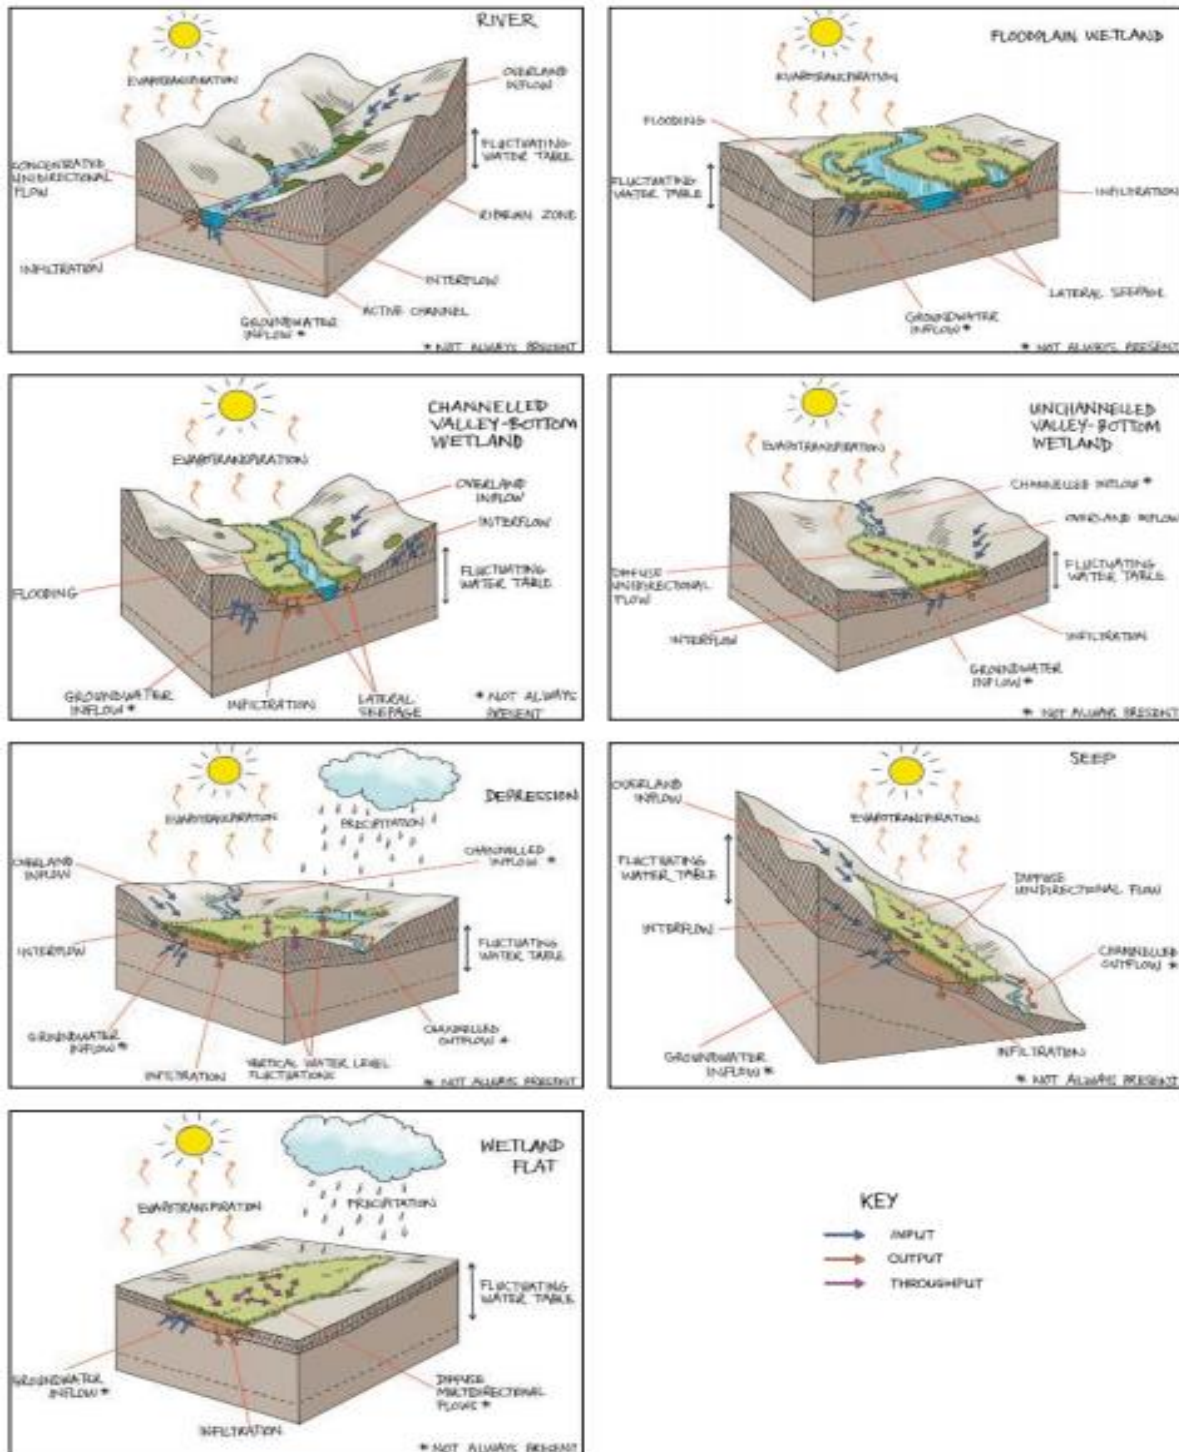 RIVER
EVAPOTRANSPIRATION
OVERLAND
INFLOW
FLUCTUATING
WATER TABLE
CONCENTRATED
UNIDIRECTIONAL
FLOW
RIBRIAN ZONE
INFILTRATION
INTERFLOW
ACTIVE CHANNEL
GROUNDWATER
INFLOW *
* NOT ALWAYS PRESENT
FLOODPLAIN WETLAND
EVAPOTRANSPIRATION
FLOODING
FLUCTUATING
WATER TABLE
INFILTRATION
LATERAL SEEPAGE
GROUNDWATER
INFLOW *
* NOT ALWAYS PRESENT
CHANNELLED
VALLEY-BOTTOM
WETLAND
EVAPOTRANSPIRATION
OVERLAND
INFLOW
INTERFLOW
FLUCTUATING
WATER TABLE
FLOODING
GROUNDWATER
INFLOW *
INFILTRATION
LATERAL
SEEPAGE
* NOT ALWAYS
PRESENT
UNCHANNELLED
VALLEY-BOTTOM
WETLAND
EVAPOTRANSPIRATION
CHANNELLED INFLOW *
OVERLAND INFLOW
FLUCTUATING
WATER TABLE
DIFFUSE
UNIDIRECTIONAL
FLOW
INTERFLOW
INFILTRATION
GROUNDWATER
INFLOW *
* NOT ALWAYS PRESENT
DEPRESSION
EVAPOTRANSPIRATION
PRECIPITATION
OVERLAND
INFLOW
CHANNELLED
INFLOW *
INTERFLOW
FLUCTUATING
WATER TABLE
GROUNDWATER
INFLOW *
INFILTRATION
VERTICAL WATER LEVEL
FLUCTUATIONS
CHANNELLED
OUTFLOW *
* NOT ALWAYS PRESENT
SEEP
OVERLAND
INFLOW
EVAPOTRANSPIRATION
FLUCTUATING
WATER TABLE
DIFFUSE
UNIDIRECTIONAL FLOW
INTERFLOW
CHANNELLED
OUTFLOW *
GROUNDWATER
INFLOW *
INFILTRATION
* NOT ALWAYS PRESENT
WETLAND
FLAT
EVAPOTRANSPIRATION
PRECIPITATION
FLUCTUATING
WATER TABLE
GROUNDWATER
INFLOW *
DIFFUSE
MULTIDIRECTIONAL
FLOWS *
INFILTRATION
* NOT ALWAYS PRESENT
KEY
INPUT
OUTPUT
THROUGHPUT